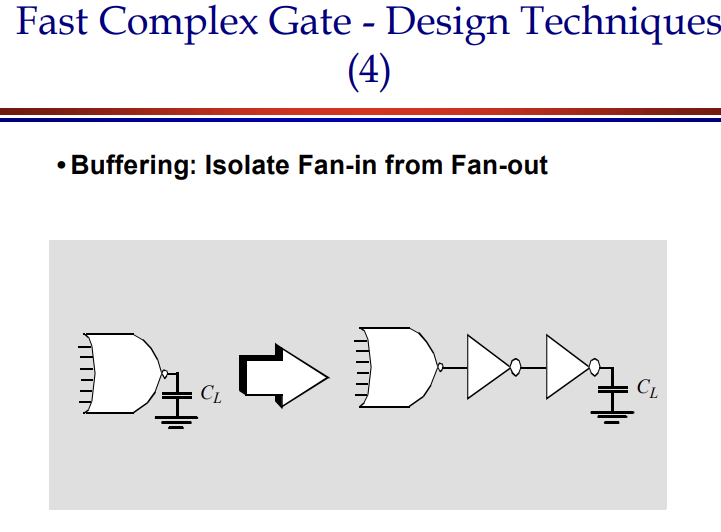 Fast Complex Gate - Design Techniques
(4)
• Buffering: Isolate Fan-in from Fan-out
CL
CL